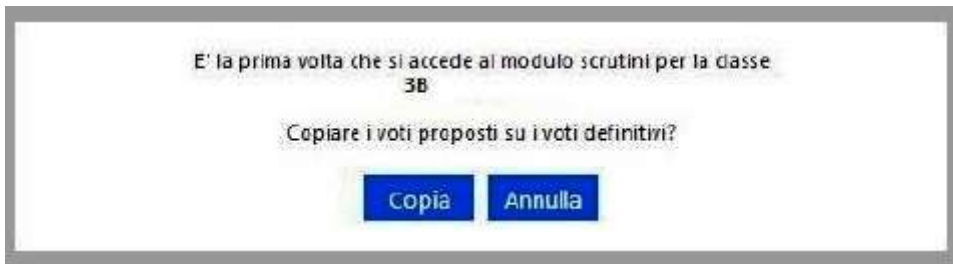 E' la prima volta che si accede al modulo scrutini per la classe
3B
Copiare i voti proposti su i voti definitivi?
Copia Annulla